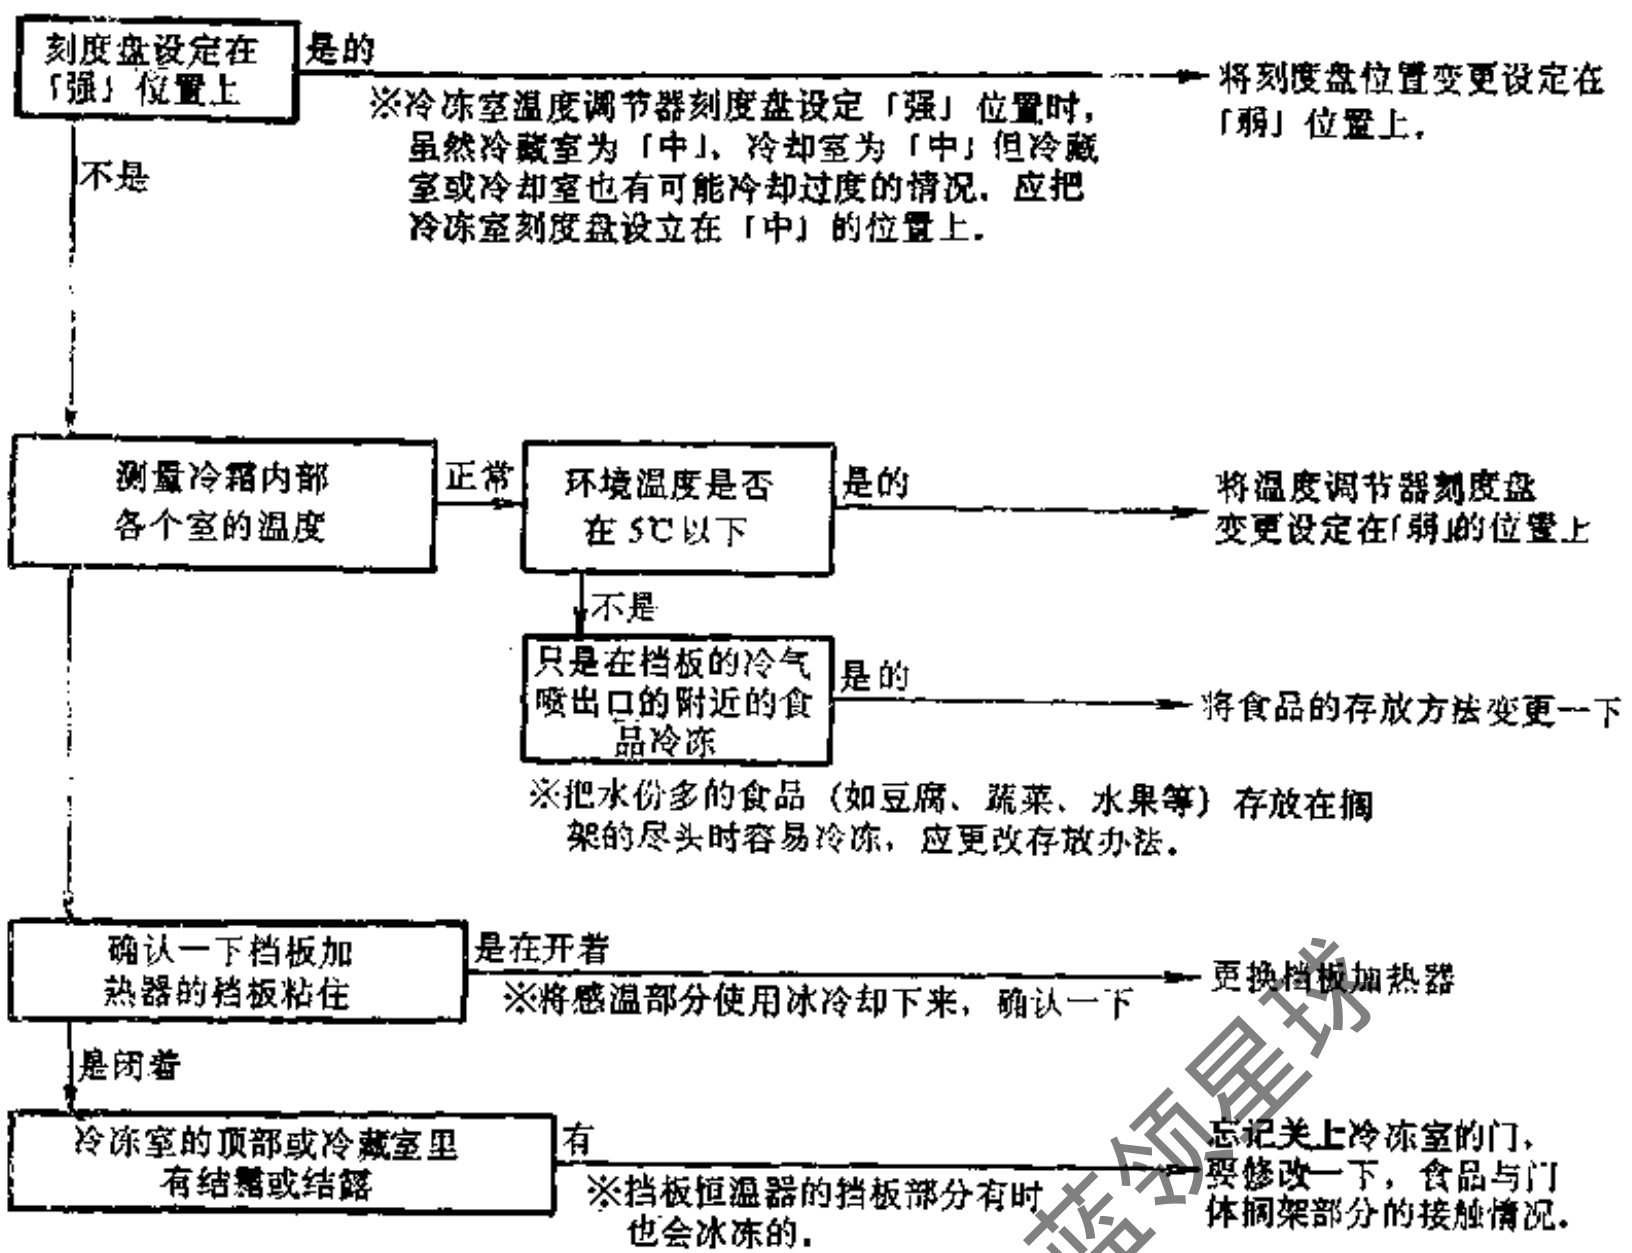 刻度盘设定在
「强」位置上
是的
将刻度盘位置变更设定在
「弱」位置上.
※冷冻室温度调节器刻度盘设定「强」位置时,
虽然冷藏室为「中」、冷却室为「中」但冷藏
室或冷却室也有可能冷却过度的情况. 应把
冷冻室刻度盘设立在「中」的位置上.
不是
测量冷霜内部
各个室的温度
正常
环境温度是否
在 5℃以下
是的
将温度调节器刻度盘
变更设定在「弱」的位置上
不是
只是在档板的冷气
喷出口的附近的食
品冷冻
是的
将食品的存放方法变更一下
※把水份多的食品 (如豆腐、蔬菜、水果等) 存放在搁
架的尽头时容易冷冻, 应更改存放办法.
确认一下档板加
热器的挡板粘住
是在开着
※将感温部分使用冰冷却下来, 确认一下
更换档板加热器
是闭着
冷冻室的顶部或冷藏室里
有结霜或结露
有
※挡板恒温器的挡板部分有时
也会冰冻的.
忘记关上冷冻室的门,
要修改一下, 食品与门
体搁架部分的接触情况.
蓝领星球